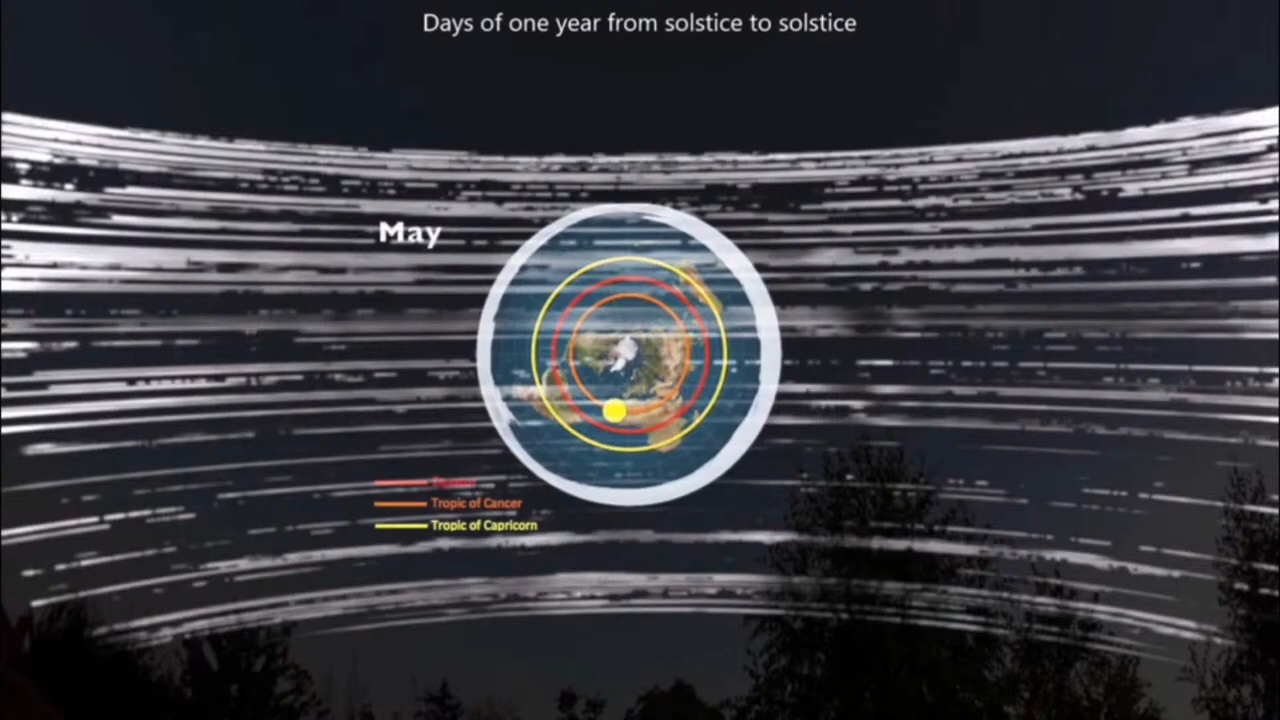 Days of one year from solstice to solstice
May
Tropic of Cancer
Tropic of Capricorn